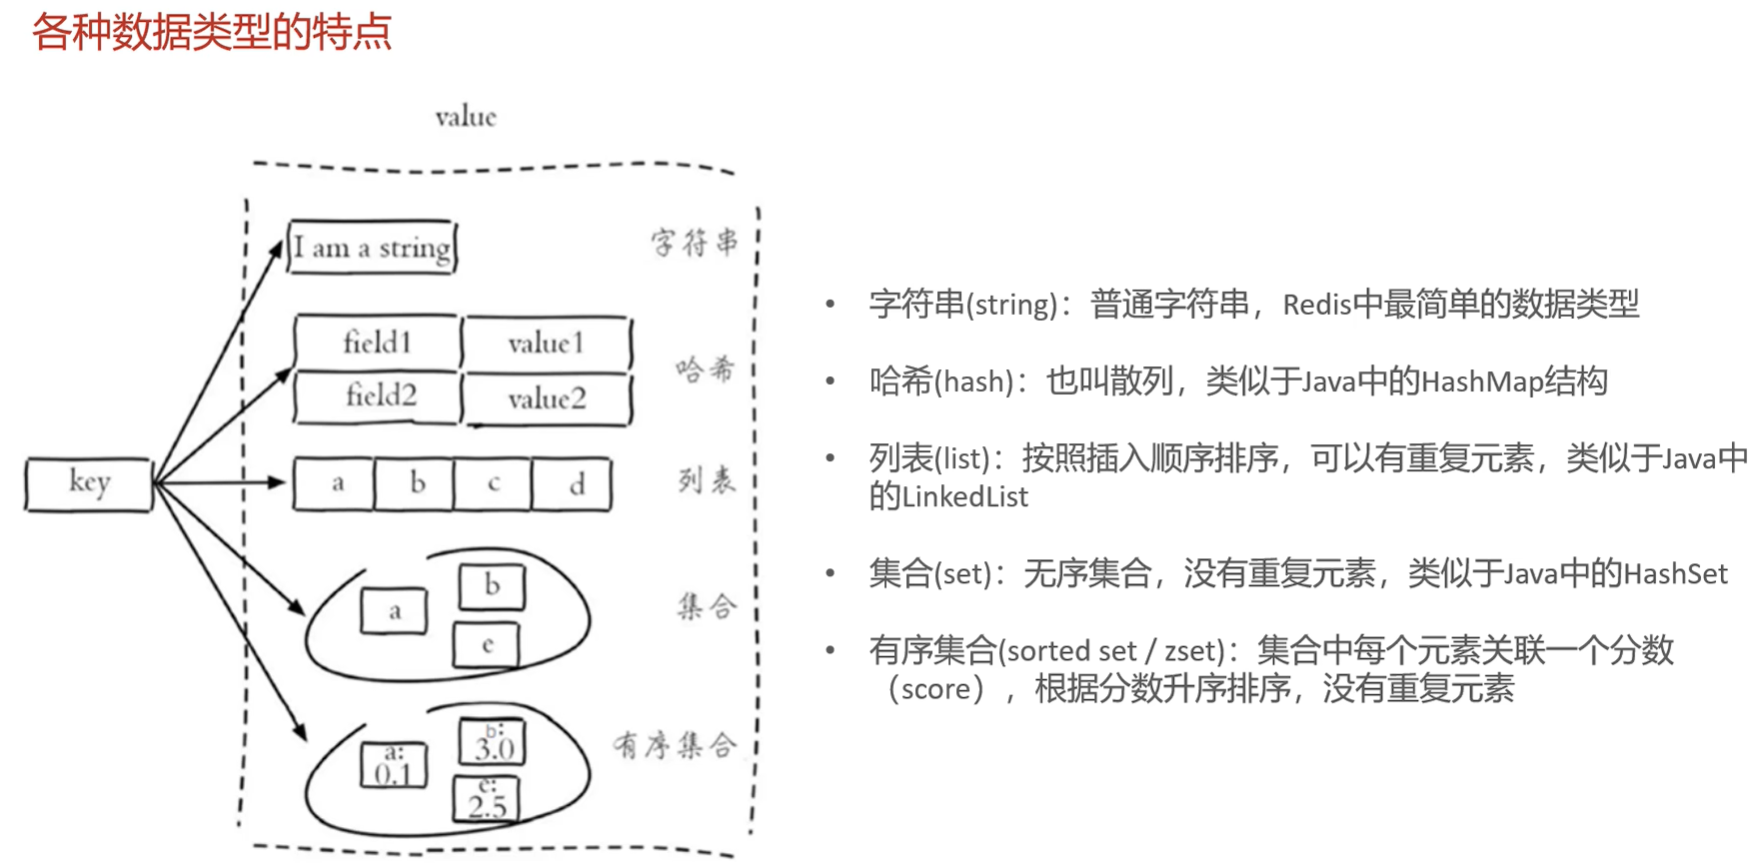 各种数据类型的特点
value
I am a string
字符串
field1 value1
哈希
field2 value2
key
a b c d
列表
b
a
集合
e
b:
3.0
a:
0.1
有序集合
e:
2.5
• 字符串(string)：普通字符串，Redis中最简单的数据类型
• 哈希(hash)：也叫散列，类似于Java中的HashMap结构
• 列表(list)：按照插入顺序排序，可以有重复元素，类似于Java中
的LinkedList
• 集合(set)：无序集合，没有重复元素，类似于Java中的HashSet
• 有序集合(sorted set / zset)：集合中每个元素关联一个分数
（score），根据分数升序排序，没有重复元素